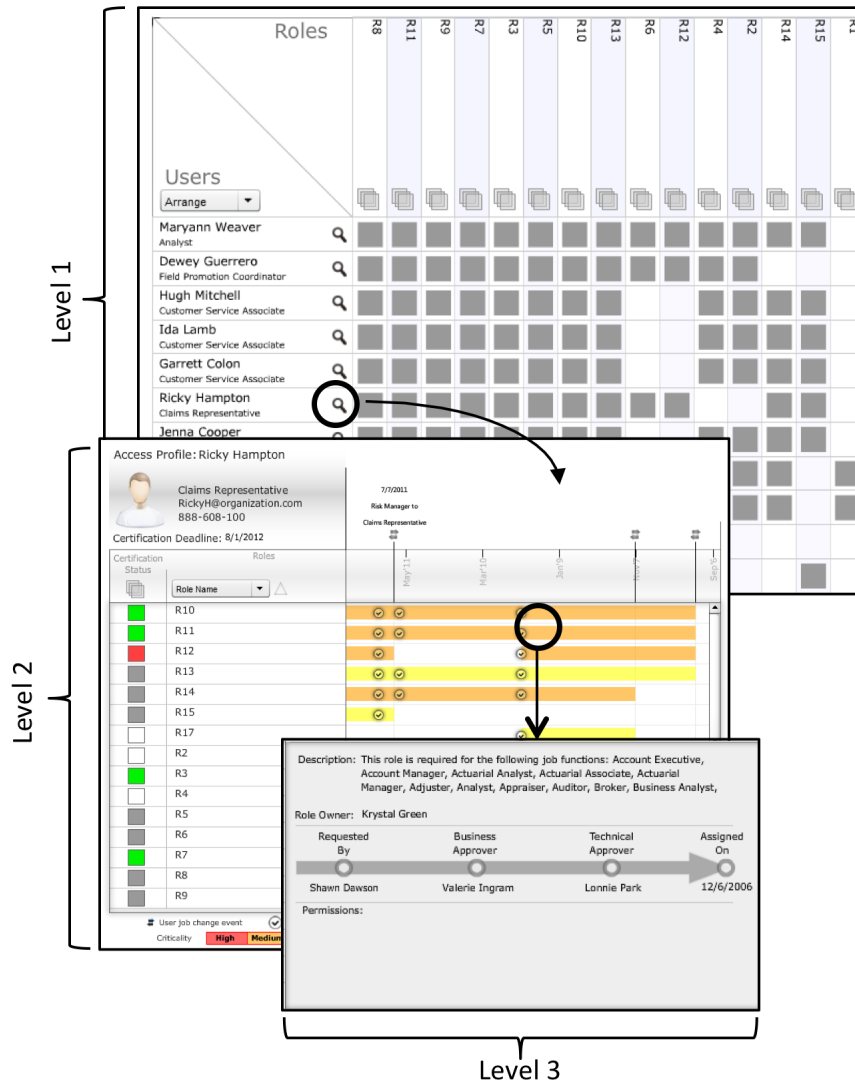 Level 1
Roles
R8
R11
R9
R7
R3
R5
R10
R13
R6
R12
R4
R2
R14
R15
Users
Arrange
Maryann Weaver
Analyst
Dewey Guerrero
Field Promotion Coordinator
Hugh Mitchell
Customer Service Associate
Ida Lamb
Customer Service Associate
Garrett Colon
Customer Service Associate
Ricky Hampton
Claims Representative
Jenna Cooper
Level 2
Access Profile: Ricky Hampton
Claims Representative
RickyH@organization.com
888-608-100
Certification Deadline: 8/1/2012
7/7/2011
Risk Manager to
Claims Representative
Certification
Status
Roles
Role Name
May'11
Mar'10
Jan'9
Nov'7
Sep'6
R10
R11
R12
R13
R14
R15
R17
R2
R3
R4
R5
R6
R7
R8
R9
User job change event
Criticality High Medium
Description: This role is required for the following job functions: Account Executive,
Account Manager, Actuarial Analyst, Actuarial Associate, Actuarial
Manager, Adjuster, Analyst, Appraiser, Auditor, Broker, Business Analyst,
Role Owner: Krystal Green
Requested By
Business Approver
Technical Approver
Assigned On
Shawn Dawson
Valerie Ingram
Lonnie Park
12/6/2006
Permissions:
Level 3